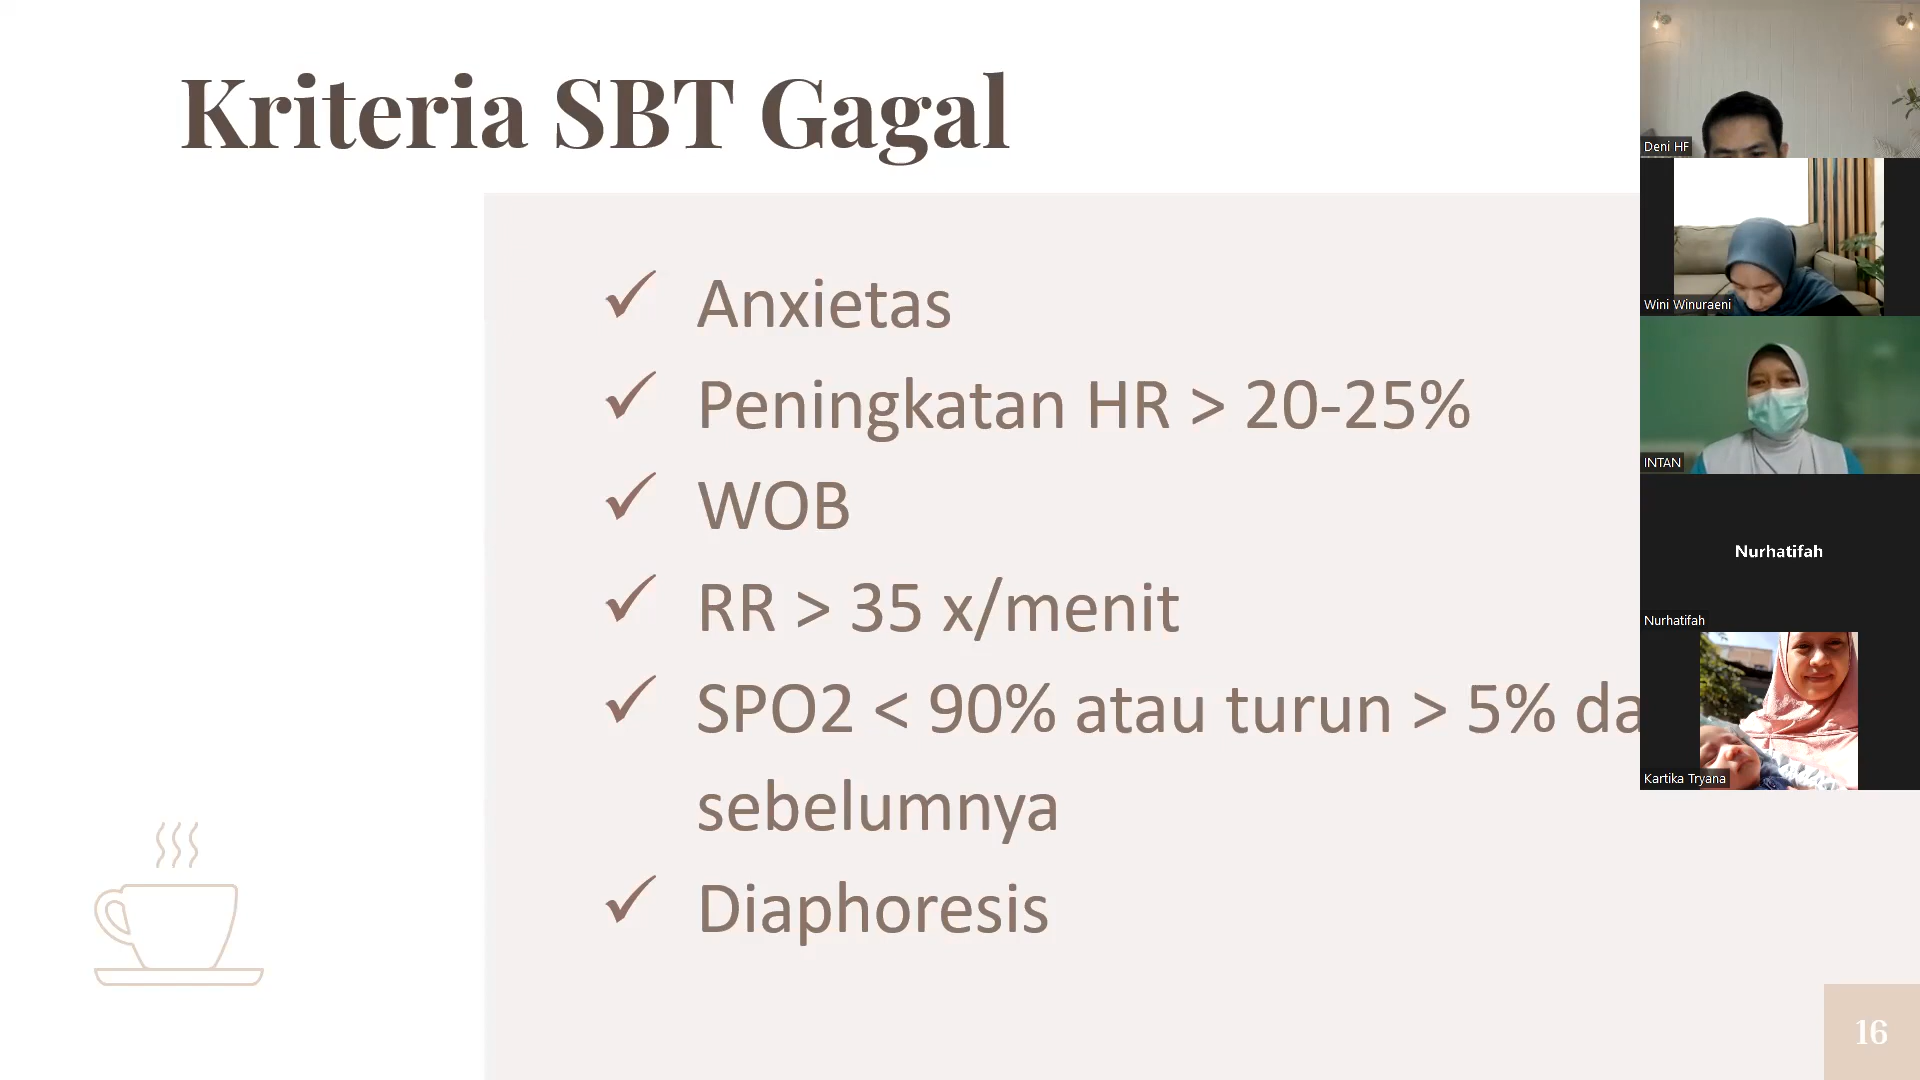 Kriteria SBT Gagal
✓ Anxietas
✓ Peningkatan HR > 20-25%
✓ WOB
✓ RR > 35 x/menit
✓ SPO2 < 90% atau turun > 5%
sebelumnya
✓ Diaphoresis
16
Deni HF
Wini Winuraeni
INTAN
Nurhatifah
Nurhatifah
Kartika Tryana